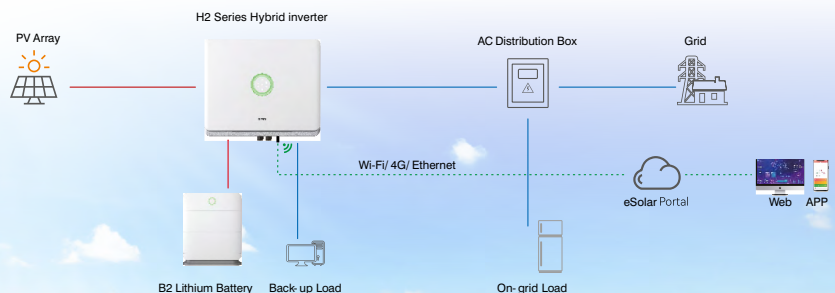 H2 Series Hybrid inverter
PV Array
AC Distribution Box
Grid
Wi-Fi/ 4G/ Ethernet
eSolar Portal
Web
APP
B2 Lithium Battery
Back- up Load
On- grid Load